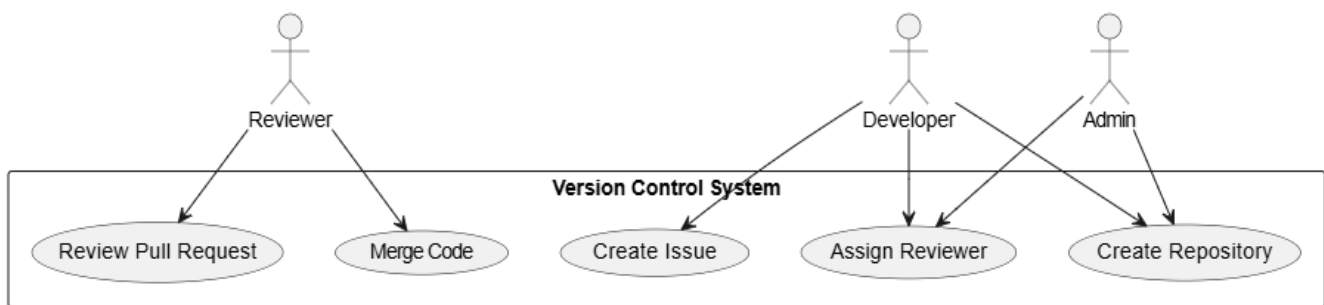 Reviewer
Developer
Admin
Version Control System
Review Pull Request
Merge Code
Create Issue
Assign Reviewer
Create Repository